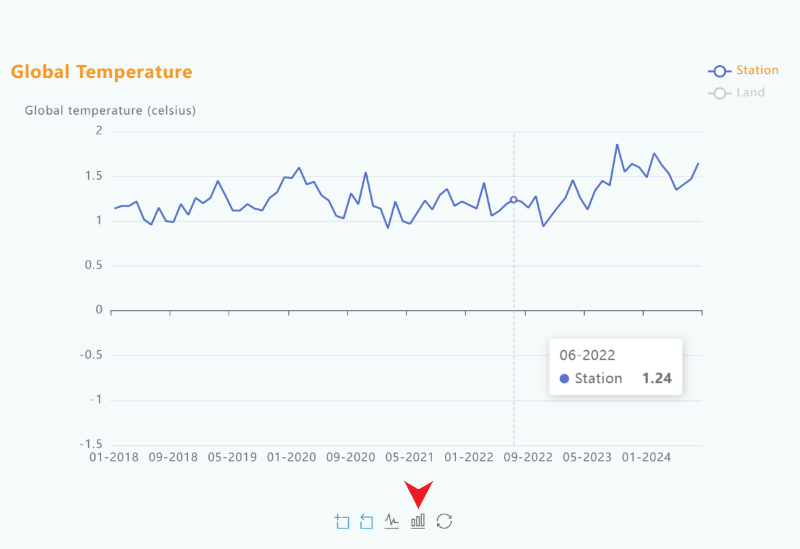 Global Temperature
Station
Land
Global temperature (celsius)
2
1.5
1
0.5
0
-0.5
-1
-1.5
06-2022
Station 1.24
01-2018 09-2018 05-2019 01-2020 09-2020 05-2021 01-2022 09-2022 05-2023 01-2024